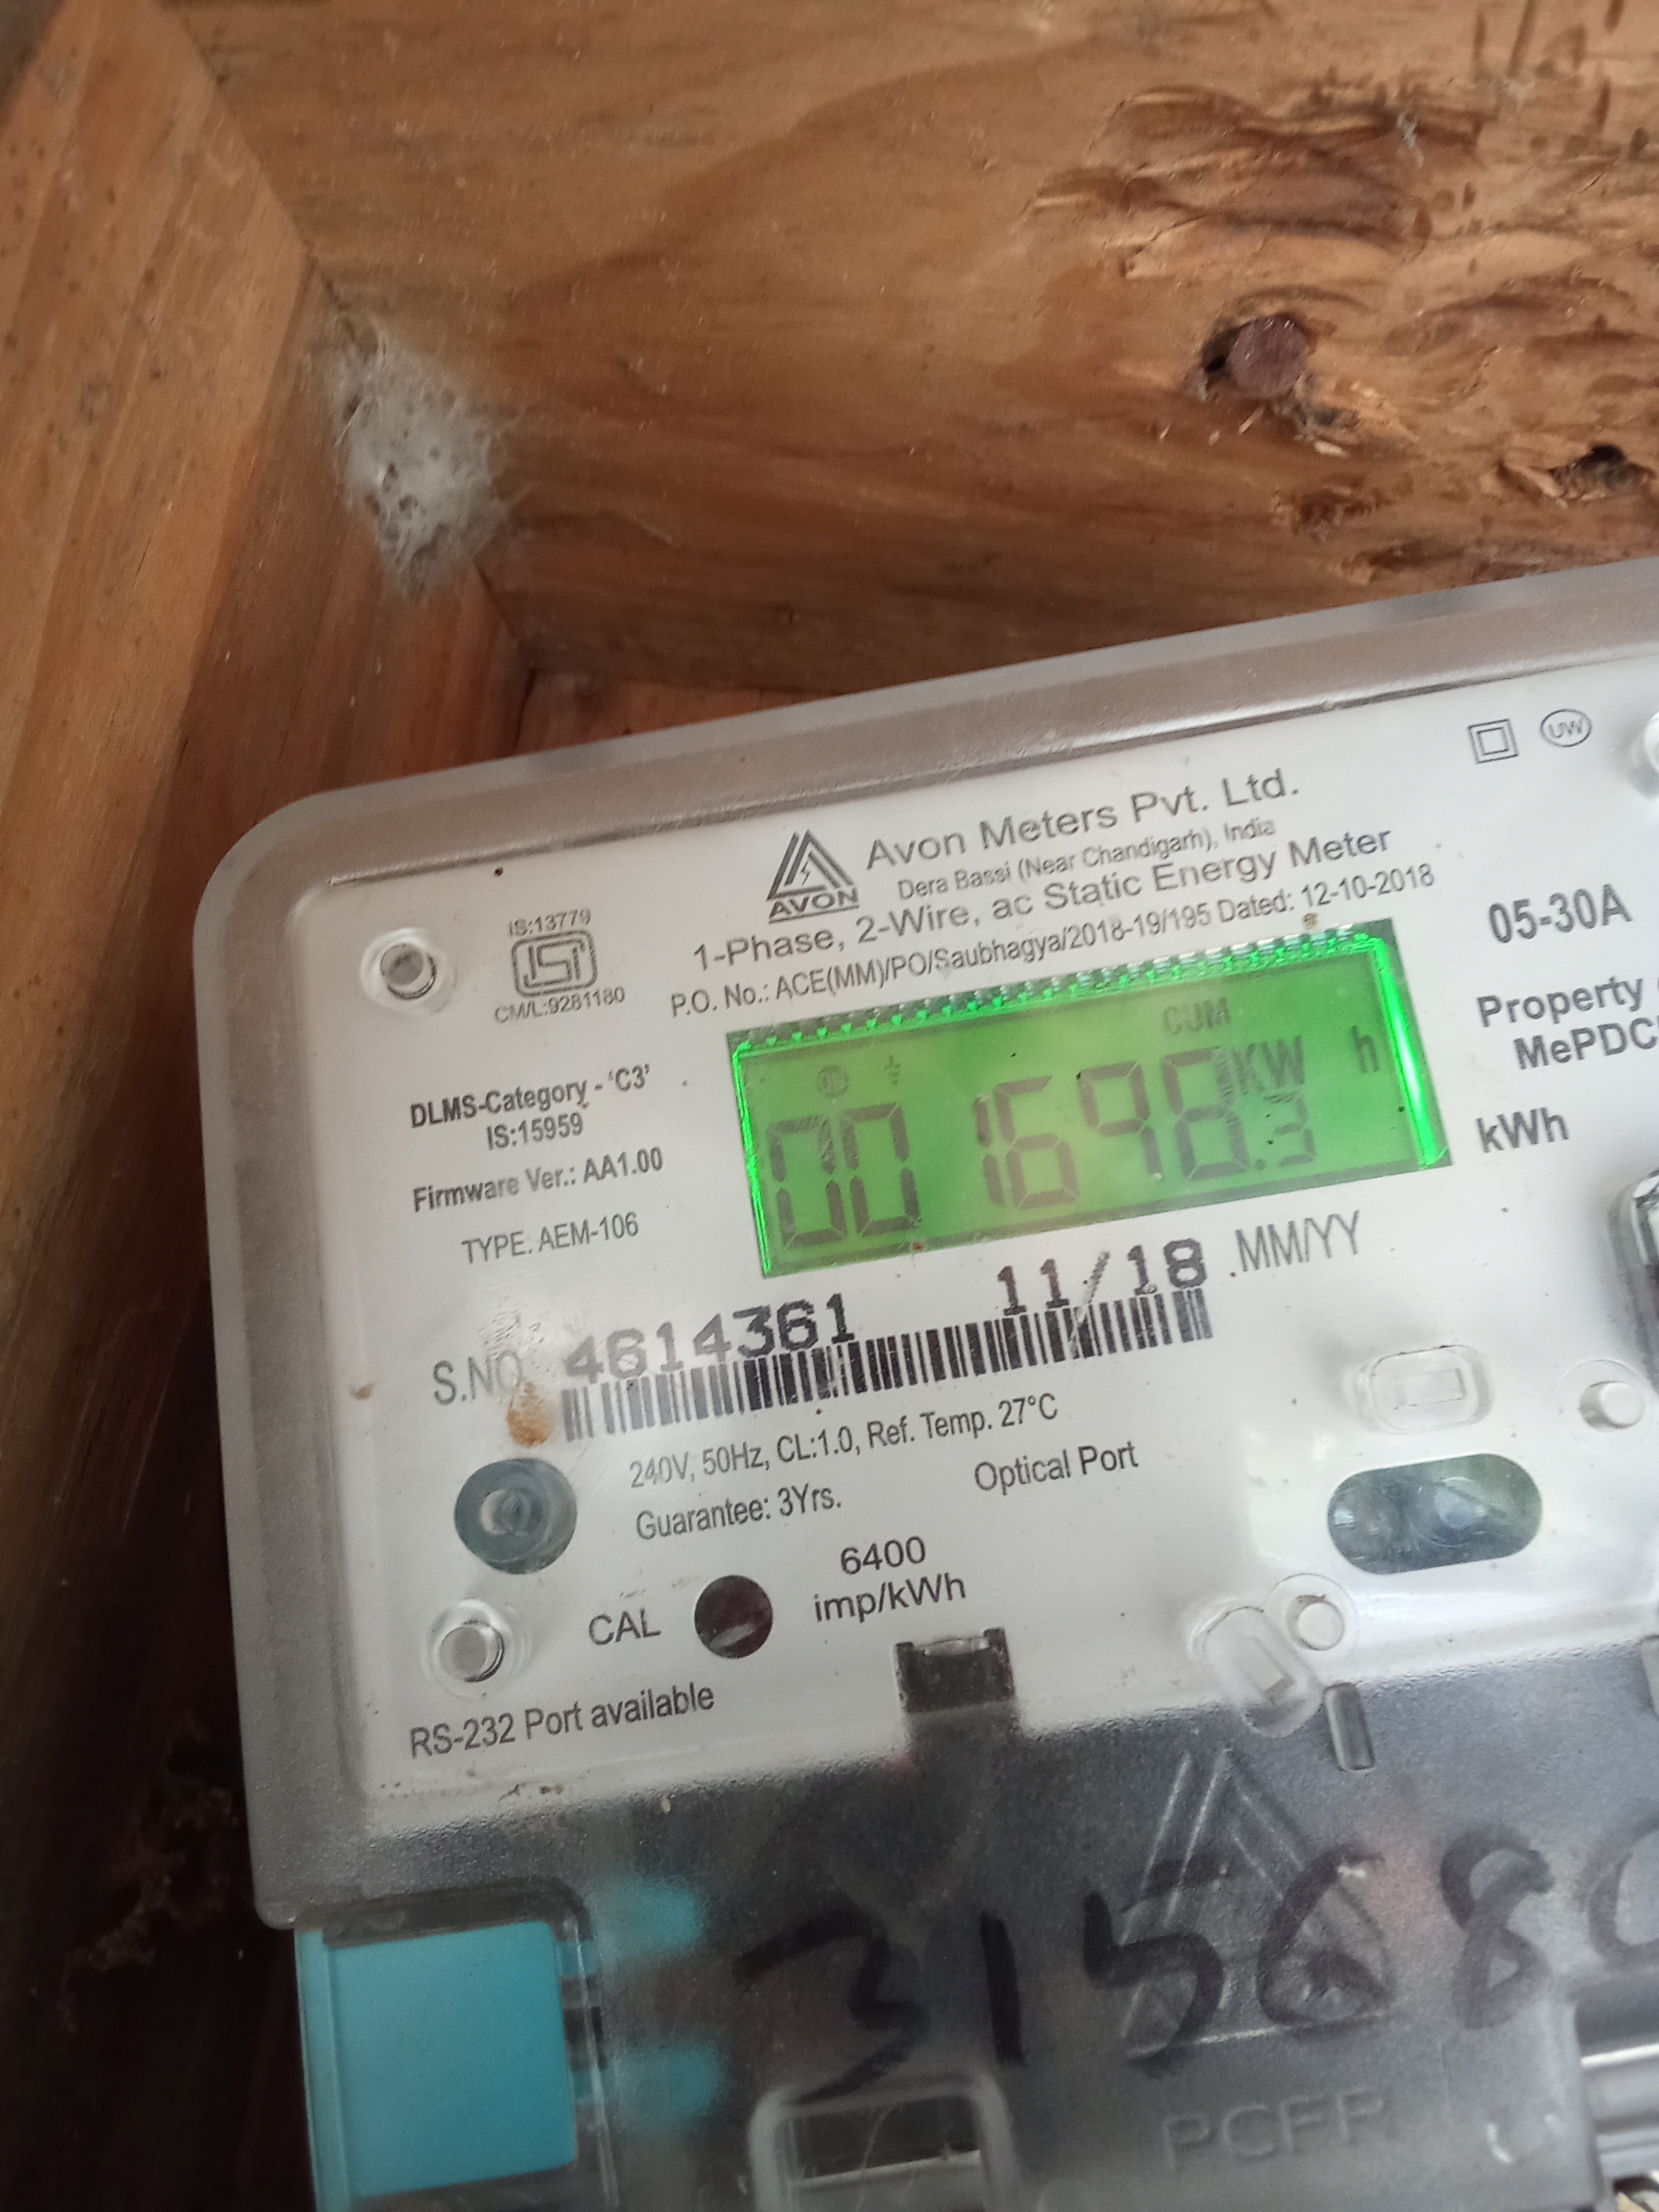 UW
Avon Meters Pvt. Ltd.
AVON
Dera Bassi (Near Chandigarh), India
1-Phase, 2-Wire, ac Static Energy Meter
P.O. No.: ACE(MM)/PO/Saubhagya/2018-19/195 Dated: 12-10-2018
IS:13779
ISI
CM/L:9281180
05-30A
Property
MePDC
kWh
DLMS-Category - 'C3'
IS:15959
Firmware Ver.: AA1.00
TYPE. AEM-106
CUM
001698.3 KW h
11/18 .MM/YY
S.NO. 4614361
240V, 50Hz, CL:1.0, Ref. Temp. 27°C
Guarantee: 3Yrs.
Optical Port
CAL
6400
imp/kWh
RS-232 Port available
31568